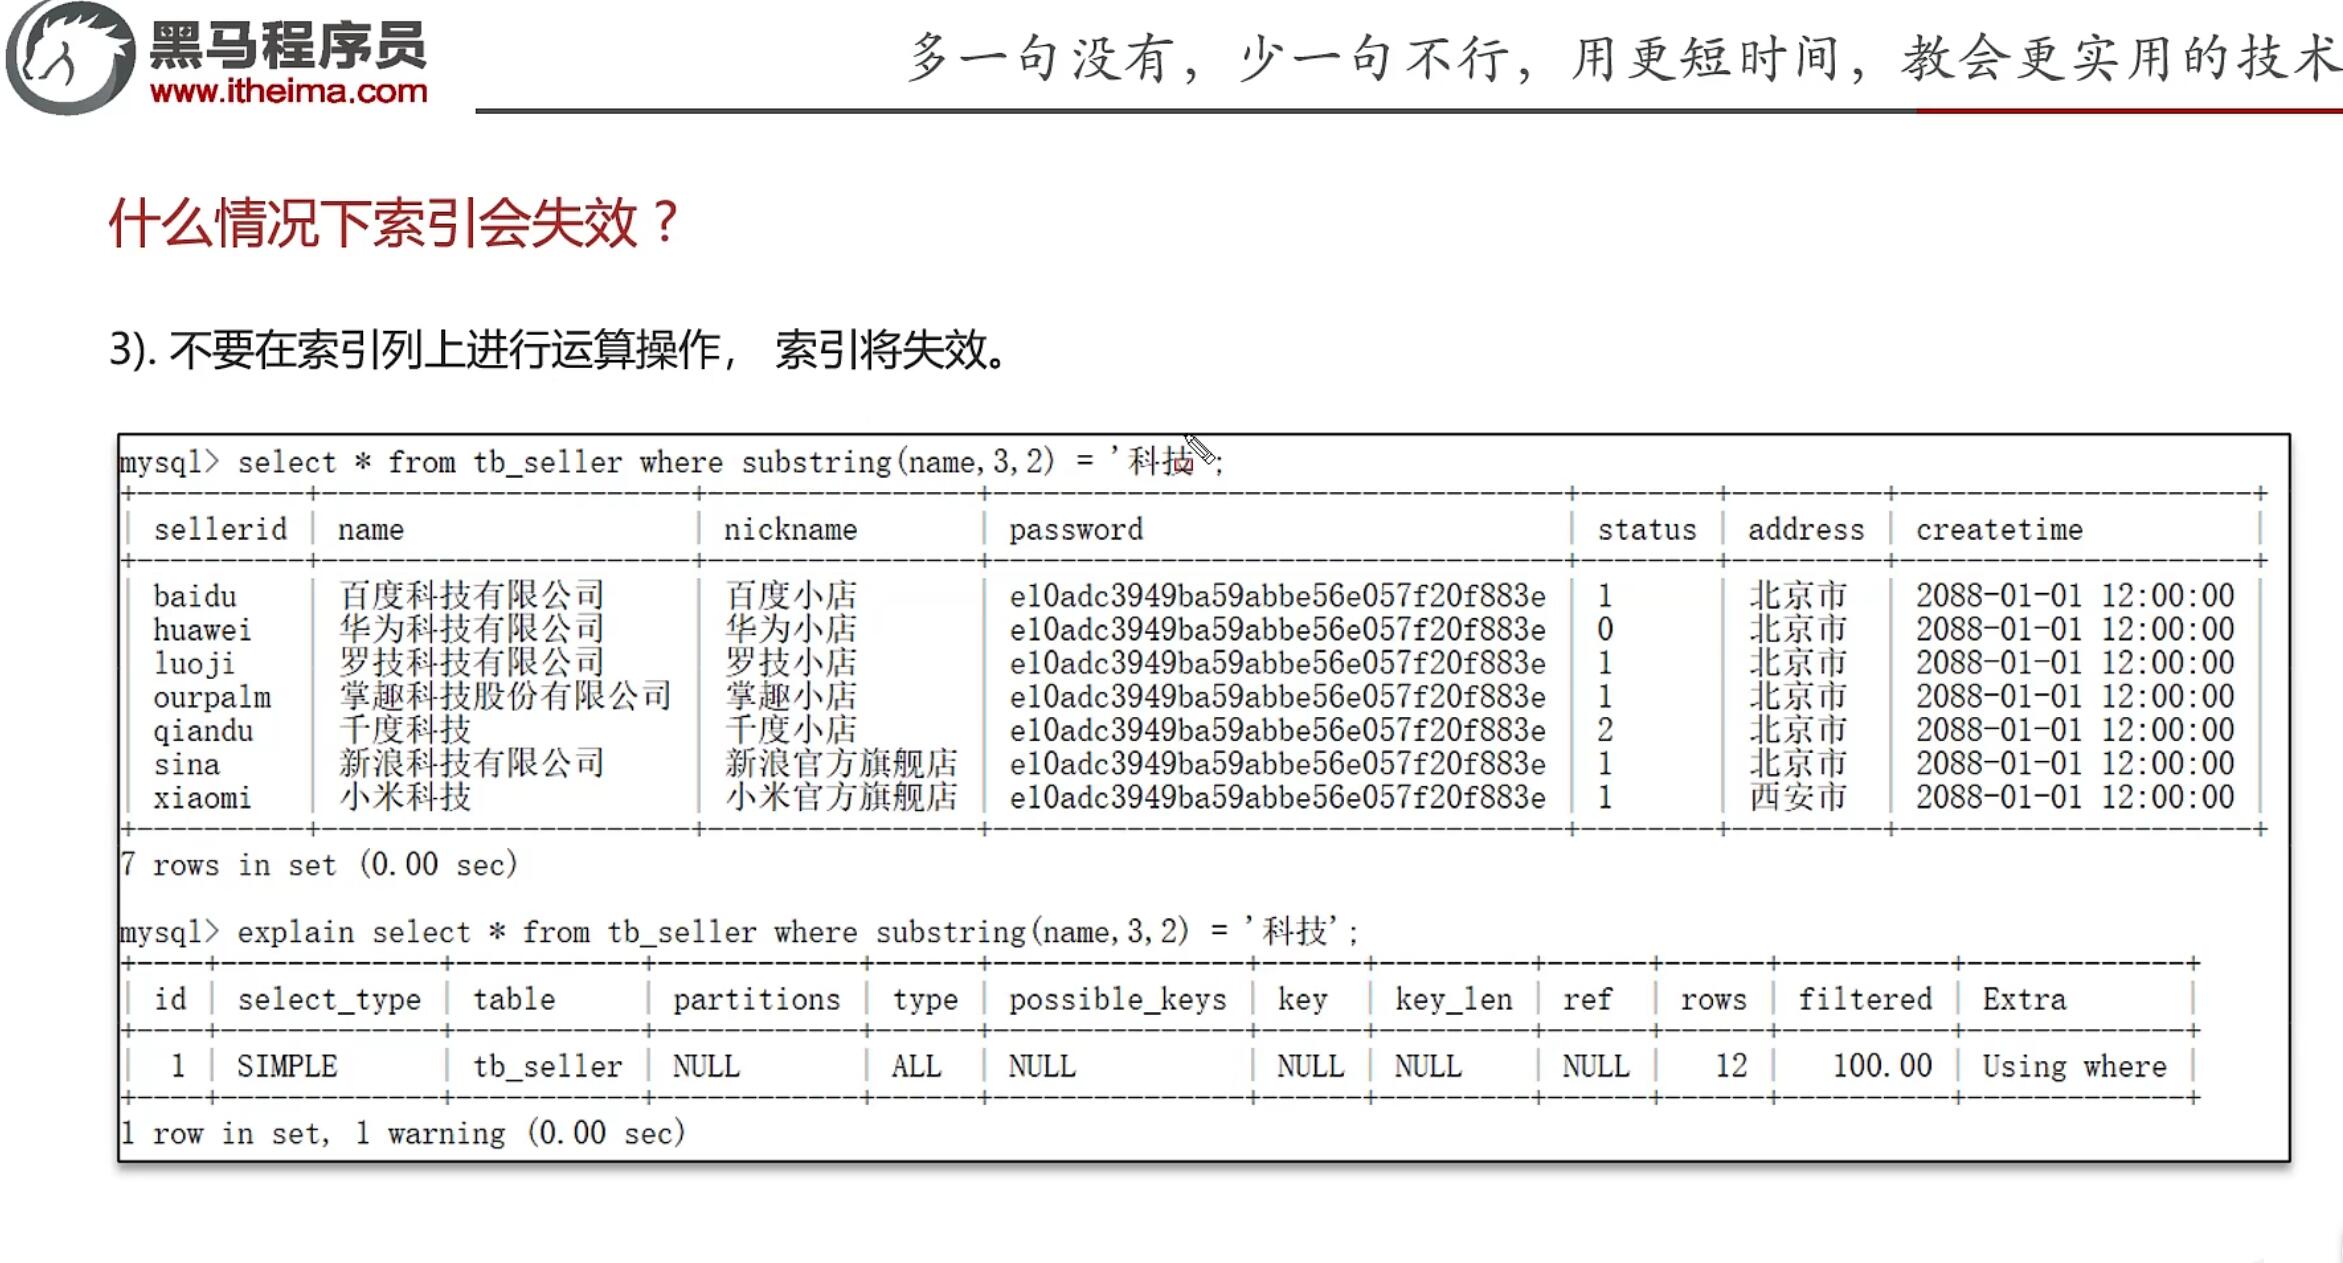 黑马程序员
www.itheima.com
多一句没有，少一句不行，用更短时间，教会更实用的技术
什么情况下索引会失效？
3). 不要在索引列上进行运算操作， 索引将失效。
mysql> select * from tb_seller where substring(name,3,2) = '科技';
sellerid | name | nickname | password | status | address | createtime
baidu | 百度科技有限公司 | 百度小店 | e10adc3949ba59abbe56e057f20f883e | 1 | 北京市 | 2088-01-01 12:00:00
huawei | 华为科技有限公司 | 华为小店 | e10adc3949ba59abbe56e057f20f883e | 0 | 北京市 | 2088-01-01 12:00:00
luoji | 罗技科技有限公司 | 罗技小店 | e10adc3949ba59abbe56e057f20f883e | 1 | 北京市 | 2088-01-01 12:00:00
ourpalm | 掌趣科技股份有限公司 | 掌趣小店 | e10adc3949ba59abbe56e057f20f883e | 1 | 北京市 | 2088-01-01 12:00:00
qiandu | 千度科技 | 千度小店 | e10adc3949ba59abbe56e057f20f883e | 2 | 北京市 | 2088-01-01 12:00:00
sina | 新浪科技有限公司 | 新浪官方旗舰店 | e10adc3949ba59abbe56e057f20f883e | 1 | 北京市 | 2088-01-01 12:00:00
xiaomi | 小米科技 | 小米官方旗舰店 | e10adc3949ba59abbe56e057f20f883e | 1 | 西安市 | 2088-01-01 12:00:00
7 rows in set (0.00 sec)
mysql> explain select * from tb_seller where substring(name,3,2) = '科技';
id | select_type | table | partitions | type | possible_keys | key | key_len | ref | rows | filtered | Extra
1 | SIMPLE | tb_seller | NULL | ALL | NULL | NULL | NULL | NULL | 12 | 100.00 | Using where
1 row in set, 1 warning (0.00 sec)